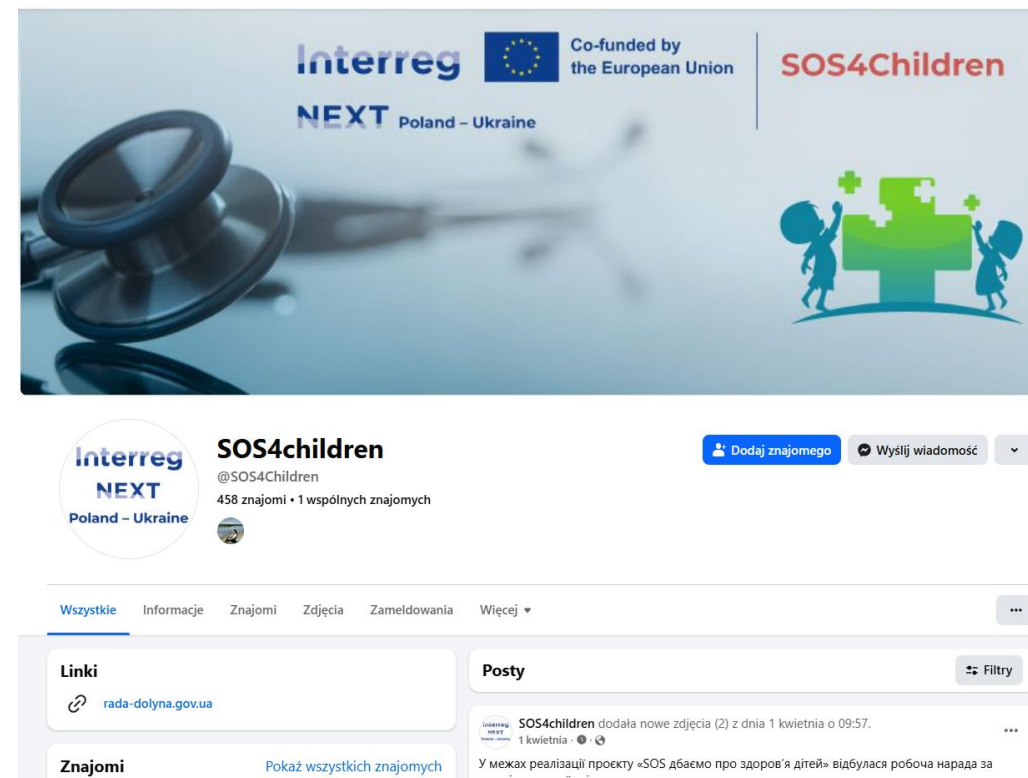 Interreg
Co-funded by
the European Union
NEXT Poland – Ukraine
SOS4Children
Interreg
NEXT
Poland – Ukraine
SOS4children
@SOS4Children
458 znajomi • 1 wspólnych znajomych
Dodaj znajomego
Wyślij wiadomość
Wszystkie Informacje Znajomi Zdjęcia Zameldowania Więcej
Linki
rada-dolyna.gov.ua
Znajomi Pokaż wszystkich znajomych
Posty Filtry
SOS4children dodała nowe zdjęcia (2) z dnia 1 kwietnia o 09:57.
1 kwietnia
У межах реалізації проєкту «SOS дбаємо про здоров'я дітей» відбулася робоча нарада за